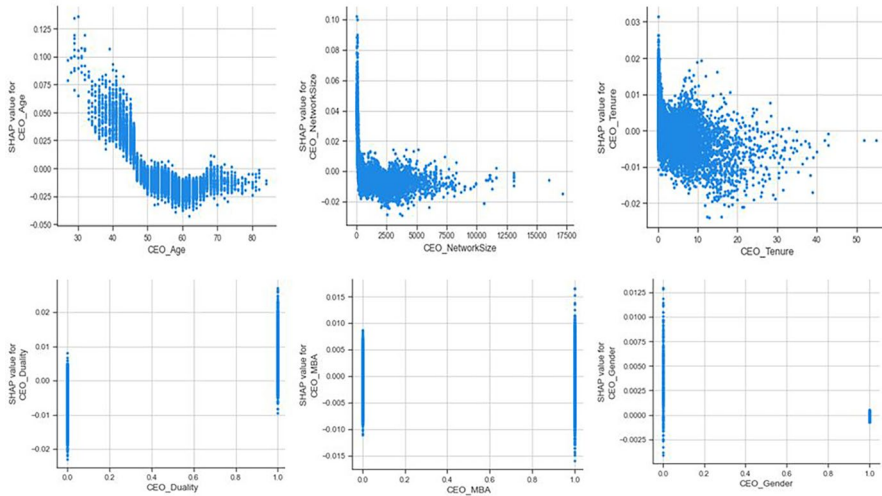 SHAP value for
CEO_Age
0.125
0.100
0.075
0.050
0.025
0.000
−0.025
−0.050
30 40 50 60 70 80
CEO_Age
SHAP value for
CEO_NetworkSize
0.10
0.08
0.06
0.04
0.02
0.00
−0.02
0 2500 5000 7500 10000 12500 15000 17500
CEO_NetworkSize
SHAP value for
CEO_Tenure
0.03
0.02
0.01
0.00
−0.01
−0.02
0 10 20 30 40 50
CEO_Tenure
SHAP value for
CEO_Duality
0.02
0.01
0.00
−0.01
−0.02
0.0 0.2 0.4 0.6 0.8 1.0
CEO_Duality
SHAP value for
CEO_MBA
0.015
0.010
0.005
0.000
−0.005
−0.010
−0.015
0.0 0.2 0.4 0.6 0.8 1.0
CEO_MBA
SHAP value for
CEO_Gender
0.0125
0.0100
0.0075
0.0050
0.0025
0.0000
−0.0025
0.0 0.2 0.4 0.6 0.8 1.0
CEO_Gender